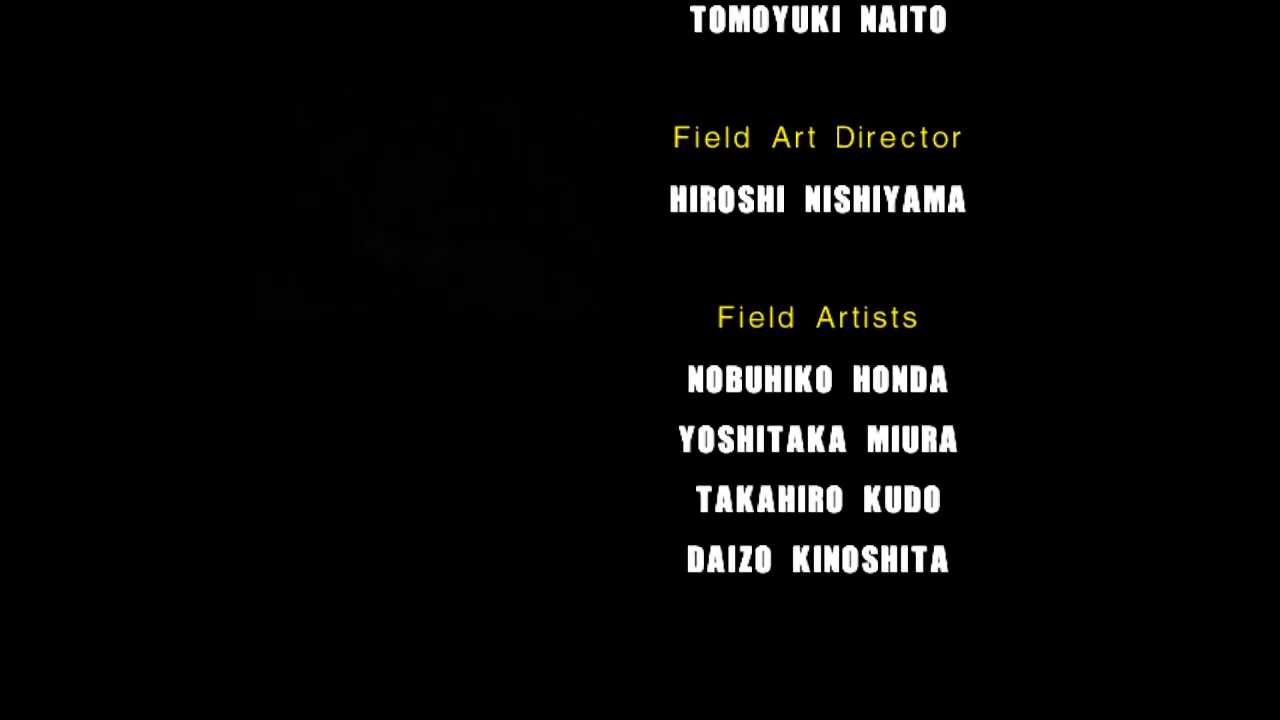 TOMOYUKI NAITO
Field Art Director
HIROSHI NISHIYAMA
Field Artists
NOBUHIKO HONDA
YOSHITAKA MIURA
TAKAHIRO KUDO
DAIZO KINOSHITA